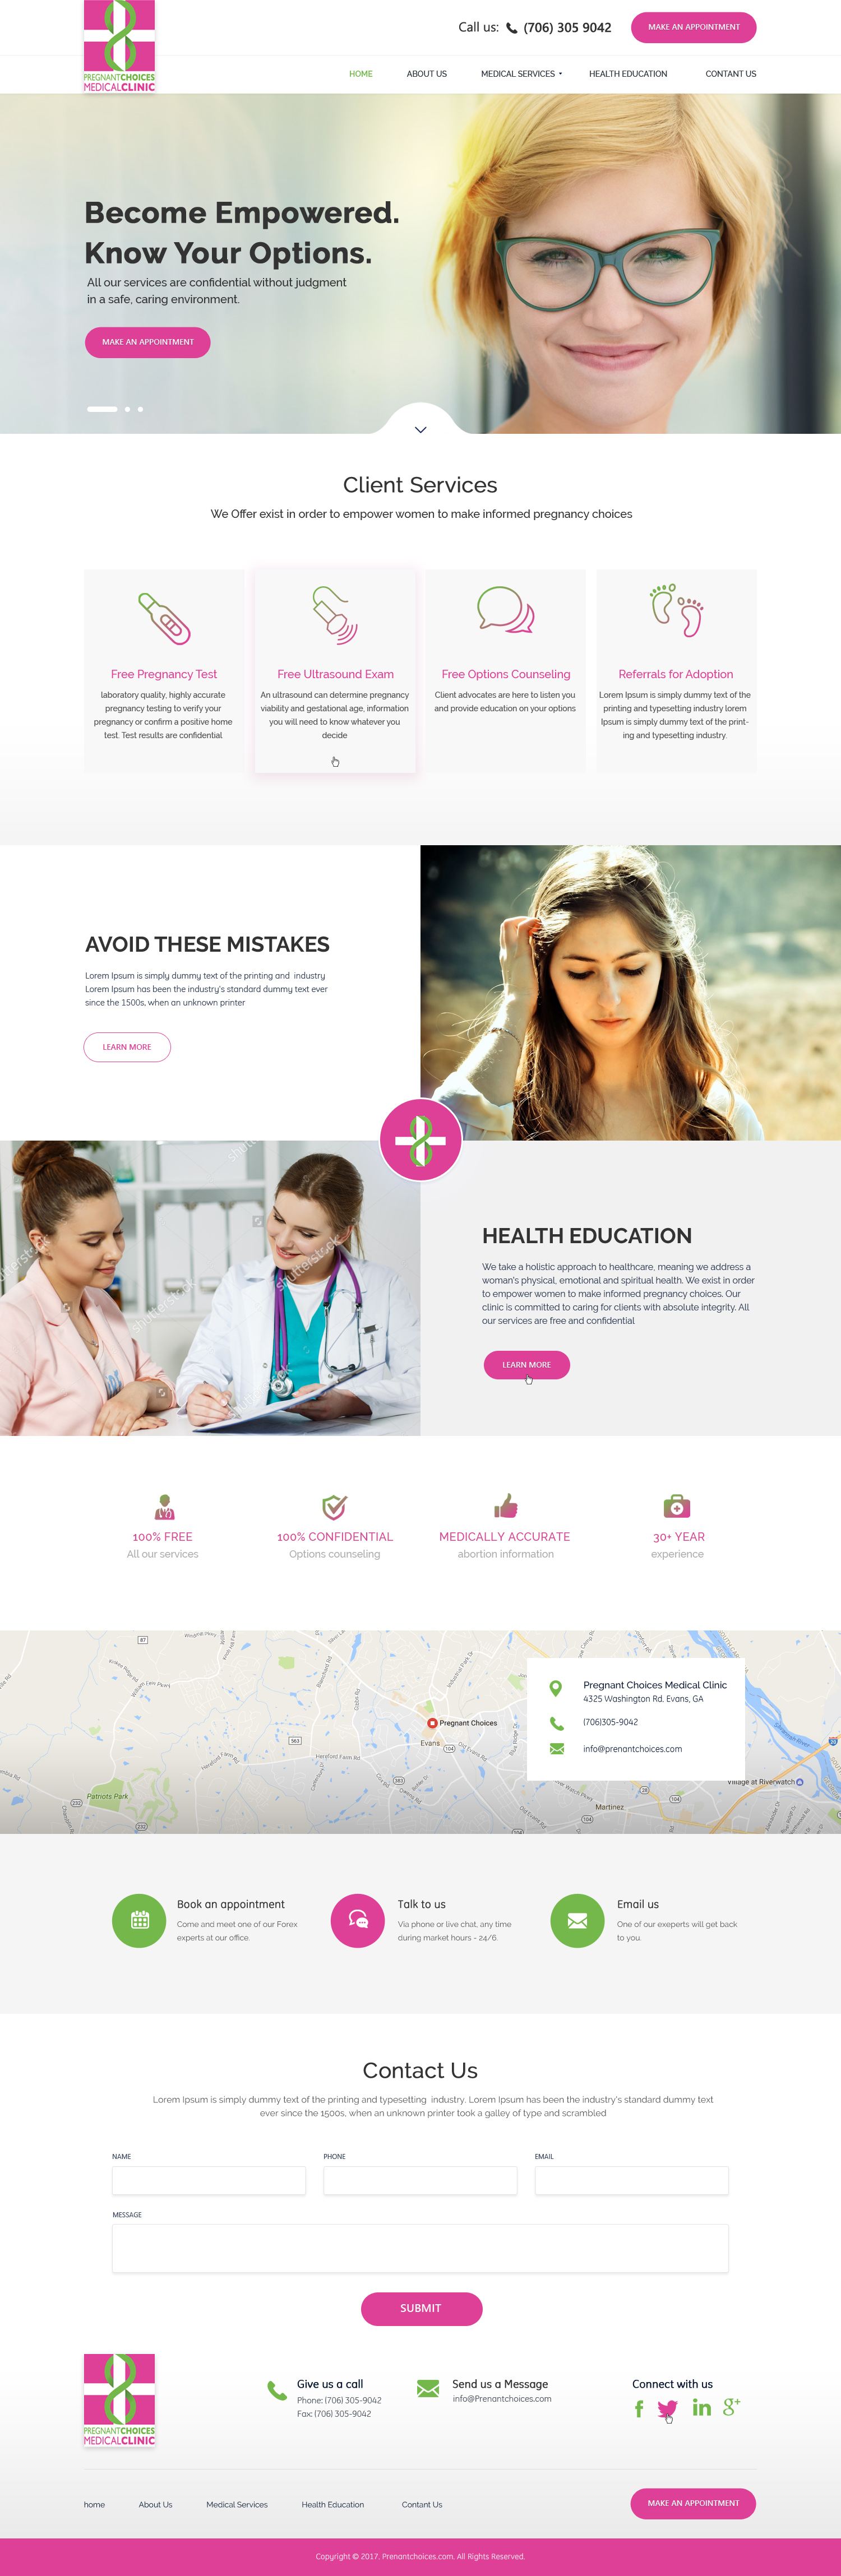 PREGNANTCHOICES
MEDICALCLINIC
Call us: (706) 305 9042
MAKE AN APPOINTMENT
HOME
ABOUT US
MEDICAL SERVICES
HEALTH EDUCATION
CONTANT US
Become Empowered.
Know Your Options.
All our services are confidential without judgment
in a safe, caring environment.
MAKE AN APPOINTMENT
Client Services
We Offer exist in order to empower women to make informed pregnancy choices
Free Pregnancy Test
laboratory quality, highly accurate
pregnancy testing to verify your
pregnancy or confirm a positive home
test. Test results are confidential
Free Ultrasound Exam
An ultrasound can determine pregnancy
viability and gestational age, information
you will need to know whatever you
decide
Free Options Counseling
Client advocates are here to listen you
and provide education on your options
Referrals for Adoption
Lorem Ipsum is simply dummy text of the
printing and typesetting industry lorem
Ipsum is simply dummy text of the print-
ing and typesetting industry.
AVOID THESE MISTAKES
Lorem Ipsum is simply dummy text of the printing and industry
Lorem Ipsum has been the industry's standard dummy text ever
since the 1500s, when an unknown printer
LEARN MORE
shutterstock
shutterstock
HEALTH EDUCATION
We take a holistic approach to healthcare, meaning we address a
woman's physical, emotional and spiritual health. We exist in order
to empower women to make informed pregnancy choices. Our
clinic is committed to caring for clients with absolute integrity. All
our services are free and confidential
LEARN MORE
100% FREE
All our services
100% CONFIDENTIAL
Options counseling
MEDICALLY ACCURATE
abortion information
30+ YEAR
experience
Pregnant Choices
Evans
Hereford Farm Rd
Patriots Park
Martinez
Village at Riverwatch
Pregnant Choices Medical Clinic
4325 Washington Rd. Evans, GA
(706)305-9042
info@prenantchoices.com
Book an appointment
Come and meet one of our Forex
experts at our office.
Talk to us
Via phone or live chat, any time
during market hours - 24/6.
Email us
One of our exeperts will get back
to you.
Contact Us
Lorem Ipsum is simply dummy text of the printing and typesetting industry. Lorem Ipsum has been the industry's standard dummy text
ever since the 1500s, when an unknown printer took a galley of type and scrambled
NAME
PHONE
EMAIL
MESSAGE
SUBMIT
PREGNANTCHOICES
MEDICALCLINIC
Give us a call
Phone: (706) 305-9042
Fax: (706) 305-9042
Send us a Message
info@Prenantchoices.com
Connect with us
home
About Us
Medical Services
Health Education
Contant Us
MAKE AN APPOINTMENT
Copyright © 2017. Prenantchoices.com, All Rights Reserved.